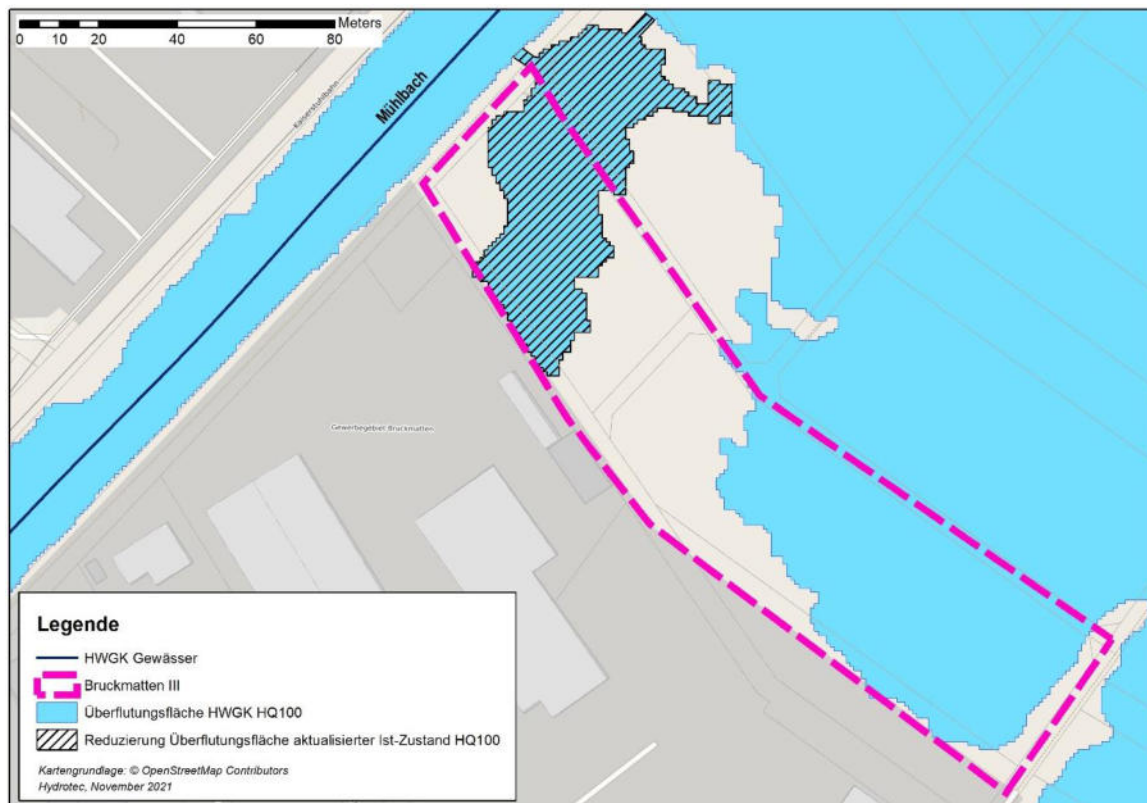 Meters
0 10 20 40 60 80
Kaiserstuhlbahn
Mühlbach
Gewerbegebiet Bruckmatten
Legende
HWGK Gewässer
Bruckmatten III
Überflutungsfläche HWGK HQ100
Reduzierung Überflutungsfläche aktualisierter Ist-Zustand HQ100
Kartengrundlage: © OpenStreetMap Contributors
Hydrotec, November 2021